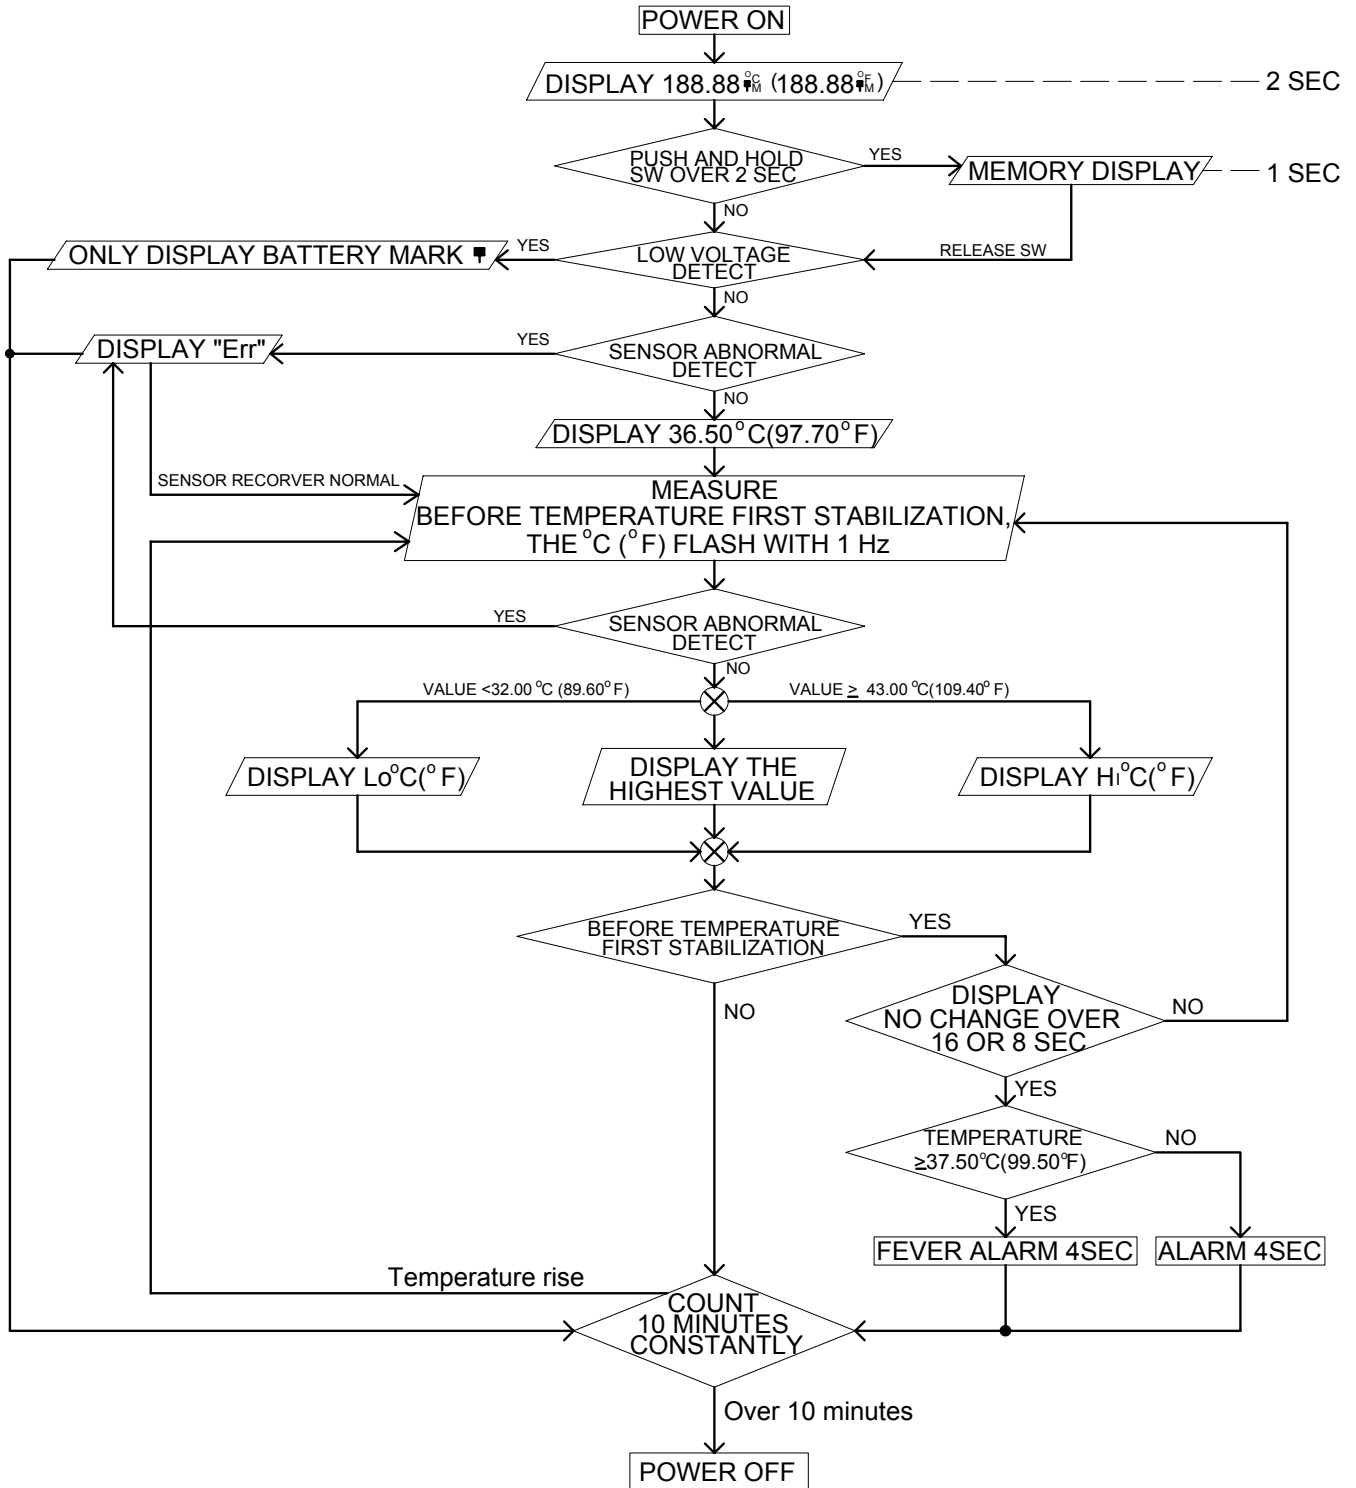 POWER ON
DISPLAY 188.88°C M (188.88°F M)
2 SEC
PUSH AND HOLD
SW OVER 2 SEC
YES
MEMORY DISPLAY
1 SEC
NO
ONLY DISPLAY BATTERY MARK
YES
LOW VOLTAGE
DETECT
RELEASE SW
NO
DISPLAY "Err"
YES
SENSOR ABNORMAL
DETECT
NO
DISPLAY 36.50°C(97.70°F)
SENSOR RECORVER NORMAL
MEASURE
BEFORE TEMPERATURE FIRST STABILIZATION,
THE °C (°F) FLASH WITH 1 Hz
YES
SENSOR ABNORMAL
DETECT
NO
VALUE <32.00 °C (89.60°F)
VALUE ≥ 43.00 °C(109.40°F)
DISPLAY Lo°C(°F)
DISPLAY THE
HIGHEST VALUE
DISPLAY HI°C(°F)
BEFORE TEMPERATURE
FIRST STABILIZATION
YES
NO
DISPLAY
NO CHANGE OVER
16 OR 8 SEC
NO
YES
TEMPERATURE
≥37.50°C(99.50°F)
NO
YES
FEVER ALARM 4SEC
ALARM 4SEC
Temperature rise
COUNT
10 MINUTES
CONSTANTLY
Over 10 minutes
POWER OFF